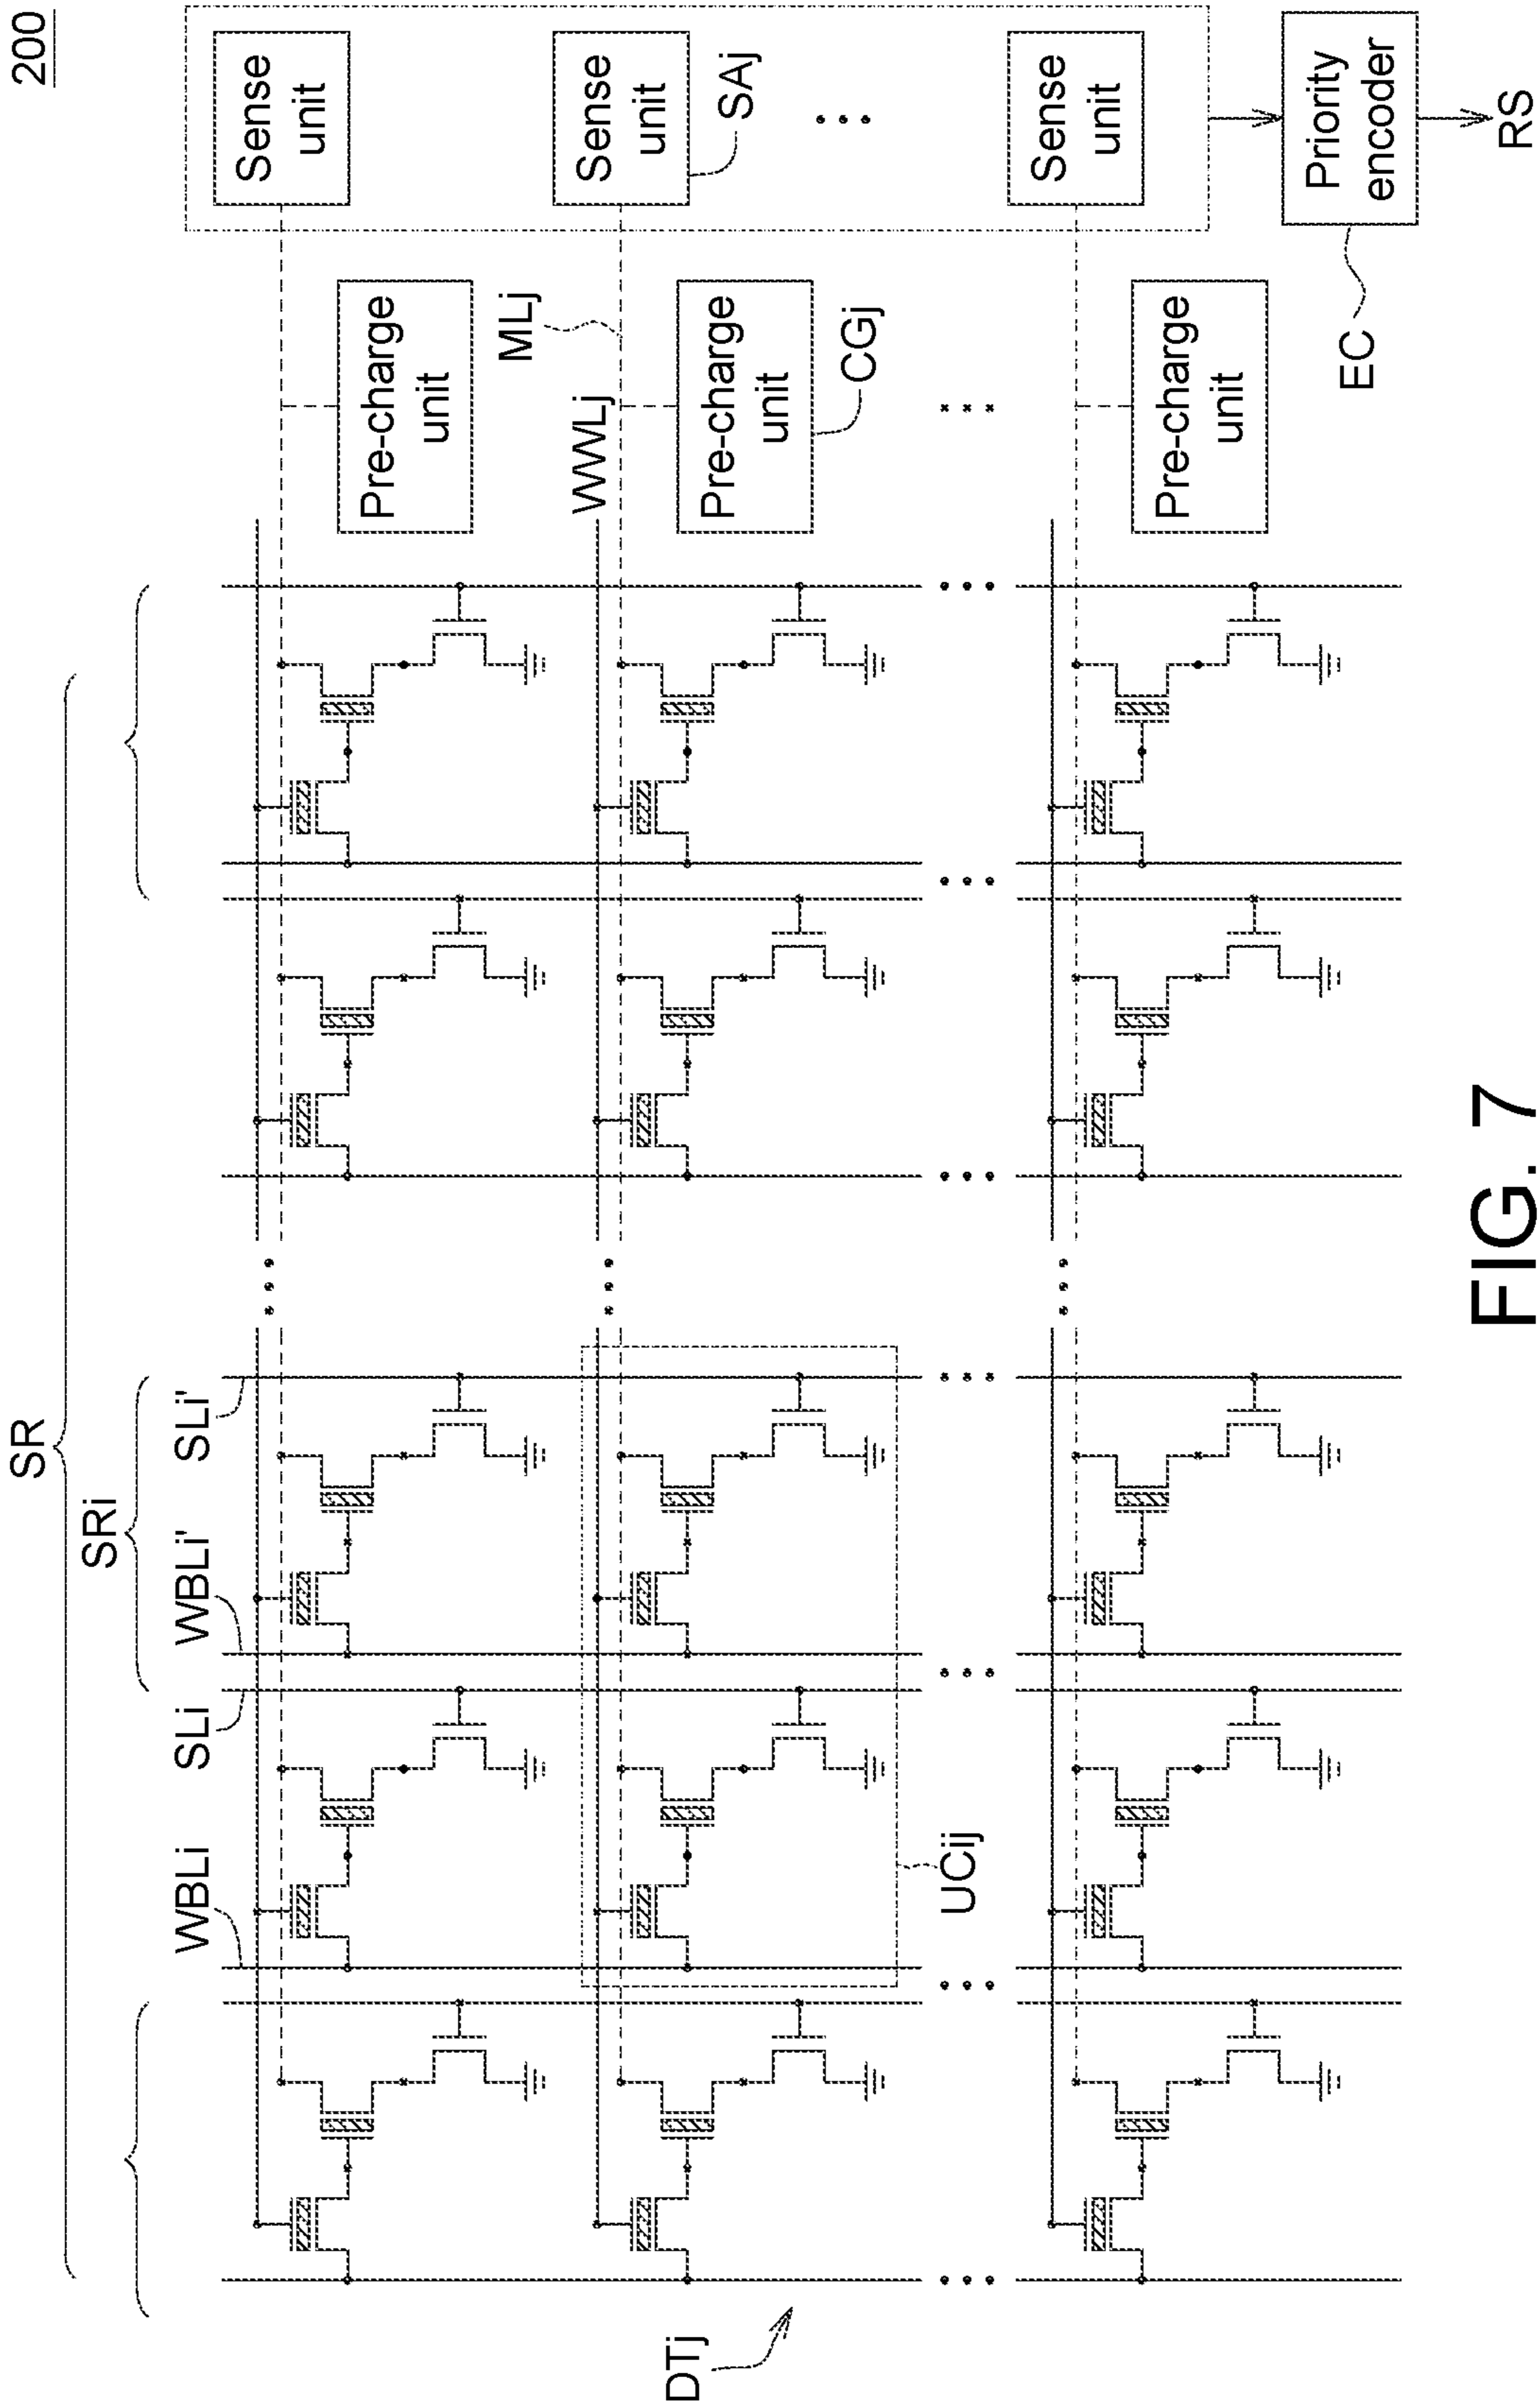 200
SR
SRi
WBLi
SLi
WBLi'
SLi'
Sense
unit
Pre-charge
unit
MLj
WWLj
Sense
unit
SAj
Pre-charge
unit
CGj
UCij
DTj
Sense
unit
Pre-charge
unit
Priority
encoder
EC
RS
FIG. 7